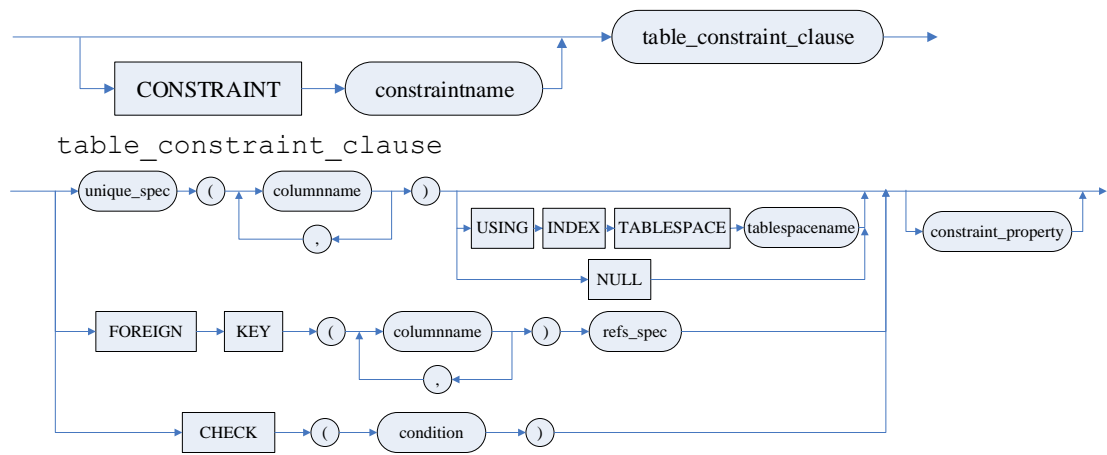 table_constraint_clause
CONSTRAINT constraintname
table_constraint_clause
unique_spec ( columnname )
,
USING INDEX TABLESPACE tablespacename
constraint_property
NULL
FOREIGN KEY ( columnname ) refs_spec
,
CHECK ( condition )